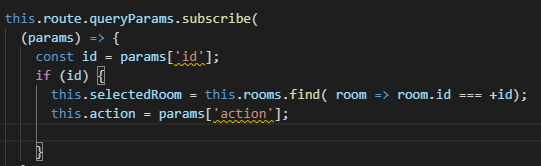 this.route.queryParams.subscribe(
(params) => {
const id = params['id'];
if (id) {
this.selectedRoom = this.rooms.find( room => room.id === +id);
this.action = params['action'];
}